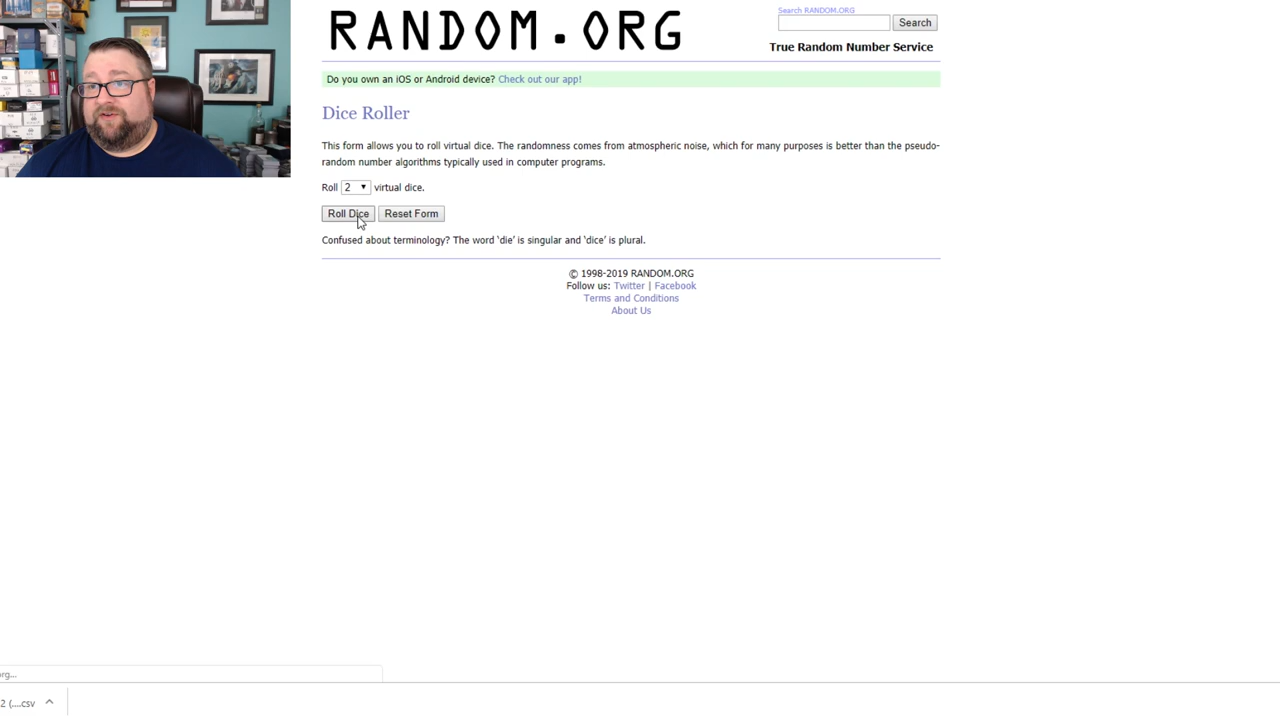 RANDOM.ORG
Search RANDOM.ORG
Search
True Random Number Service
Do you own an iOS or Android device? Check out our app!
Dice Roller
This form allows you to roll virtual dice. The randomness comes from atmospheric noise, which for many purposes is better than the pseudo-
random number algorithms typically used in computer programs.
Roll 2 virtual dice.
Roll Dice Reset Form
Confused about terminology? The word 'die' is singular and 'dice' is plural.
© 1998-2019 RANDOM.ORG
Follow us: Twitter | Facebook
Terms and Conditions
About Us
org...
2 (....csv